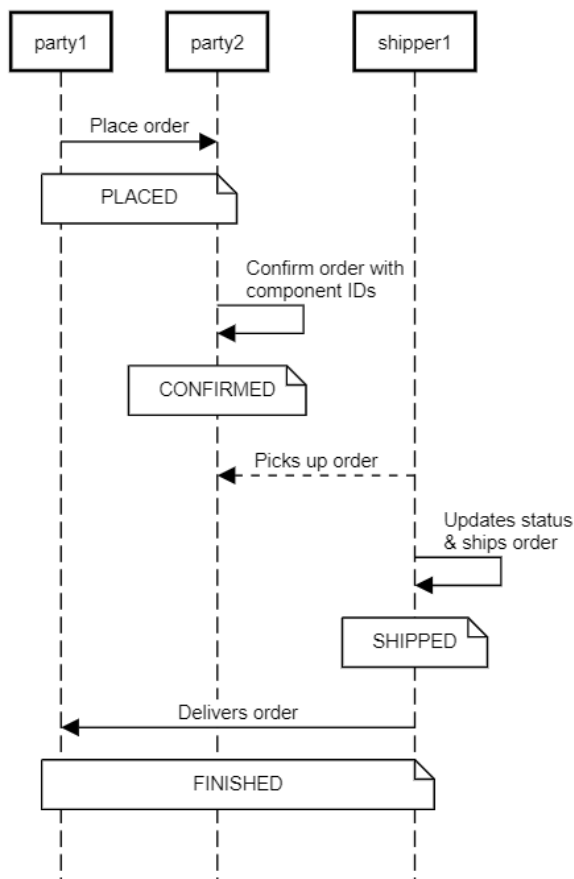 party1
party2
shipper1
Place order
PLACED
Confirm order with
component IDs
CONFIRMED
Picks up order
Updates status
& ships order
SHIPPED
Delivers order
FINISHED